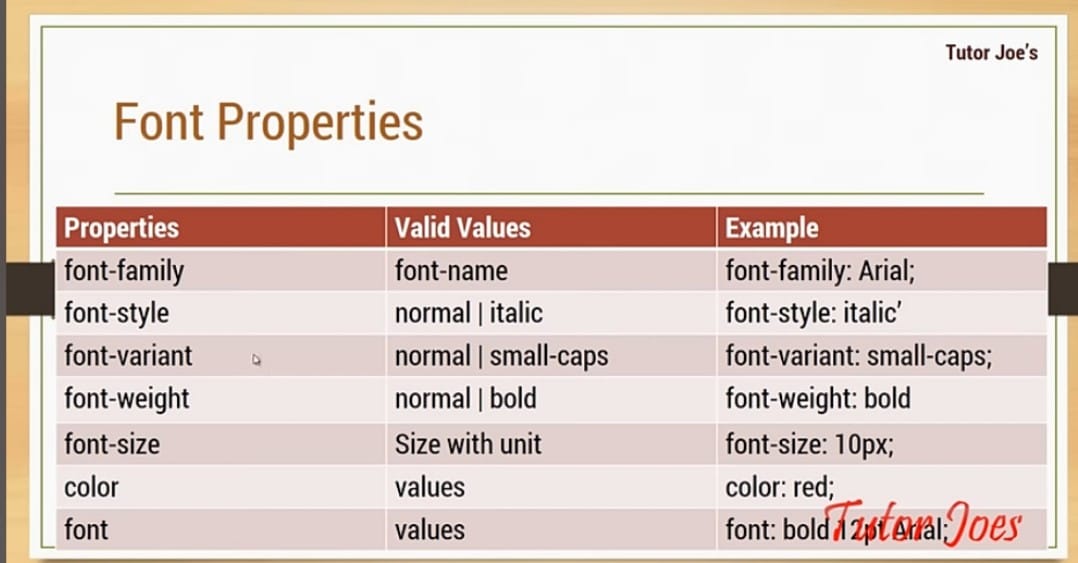 Tutor Joe's
Font Properties
Properties Valid Values Example
font-family font-name font-family: Arial;
font-style normal | italic font-style: italic’
font-variant normal | small-caps font-variant: small-caps;
font-weight normal | bold font-weight: bold
font-size Size with unit font-size: 10px;
color values color: red;
font values font: bold 12pt Arial;
Tutor Joes